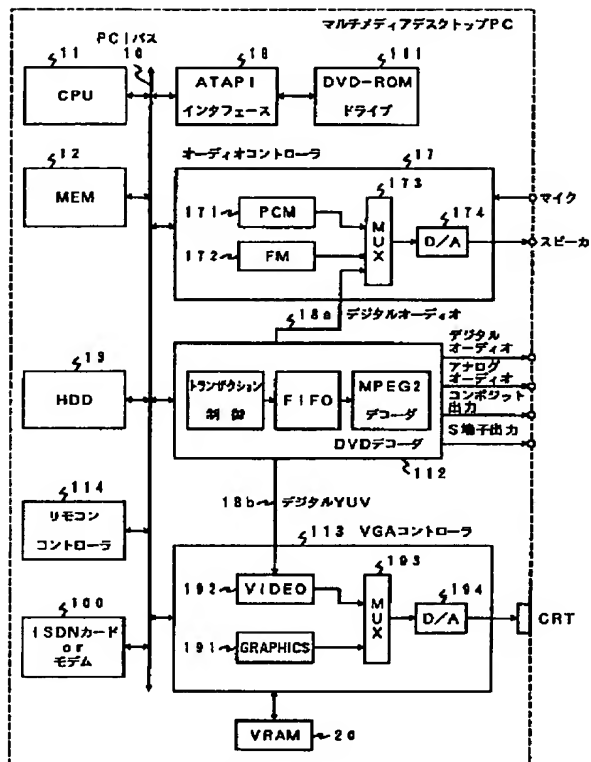 マルチメディアデスクトップPC
PCIバス
10
11
CPU
18
ATAPI
インタフェース
181
DVD-ROM
ドライブ
12
MEM
オーディオコントローラ
17
171
PCM
172
FM
173
MUX
174
D/A
マイク
スピーカ
18a
デジタルオーディオ
13
HDD
トランザクション
制御
FIFO
MPEG2
デコーダ
DVDデコーダ
112
デジタル
オーディオ
アナログ
オーディオ
コンポジット
出力
S端子出力
114
リモコン
コントローラ
18b
デジタルYUV
113
VGAコントローラ
192
VIDEO
191
GRAPHICS
193
MUX
194
D/A
CRT
100
ISDNカード
or
モデム
VRAM
20